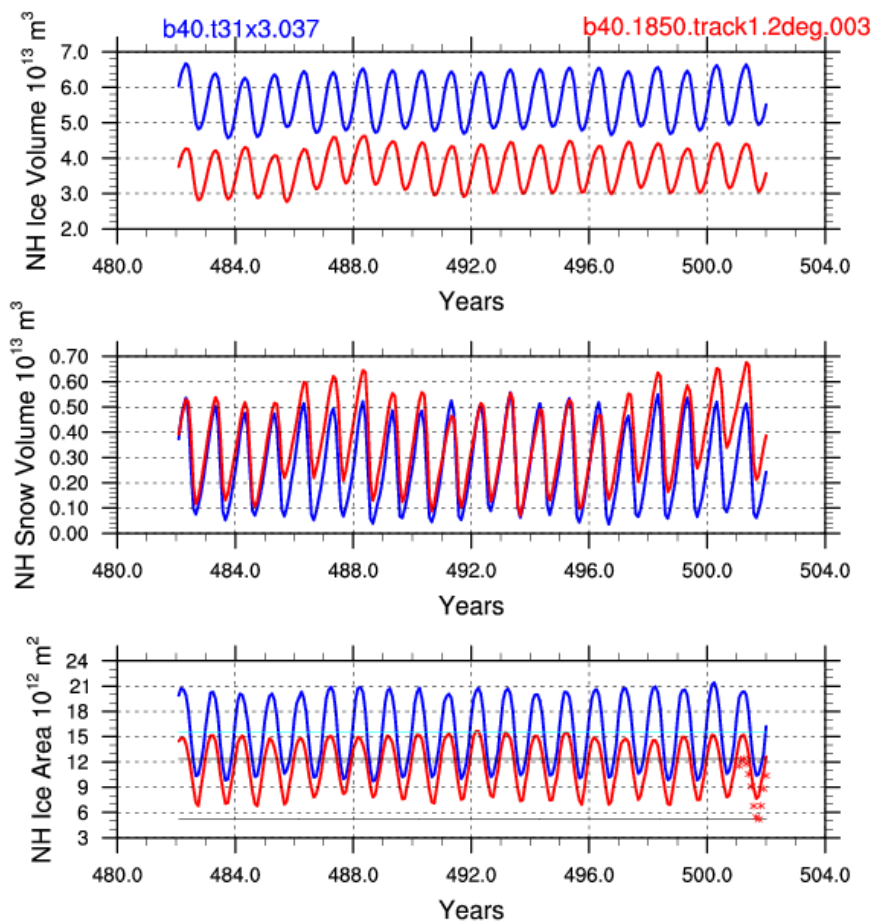 b40.t31x3.037 b40.1850.track1.2deg.003
NH Ice Volume 10¹³ m³
7.0
6.0
5.0
4.0
3.0
2.0
480.0 484.0 488.0 492.0 496.0 500.0 504.0
Years
NH Snow Volume 10¹³ m³
0.70
0.60
0.50
0.40
0.30
0.20
0.10
0.00
480.0 484.0 488.0 492.0 496.0 500.0 504.0
Years
NH Ice Area 10¹² m²
24
21
18
15
12
9
6
3
480.0 484.0 488.0 492.0 496.0 500.0 504.0
Years